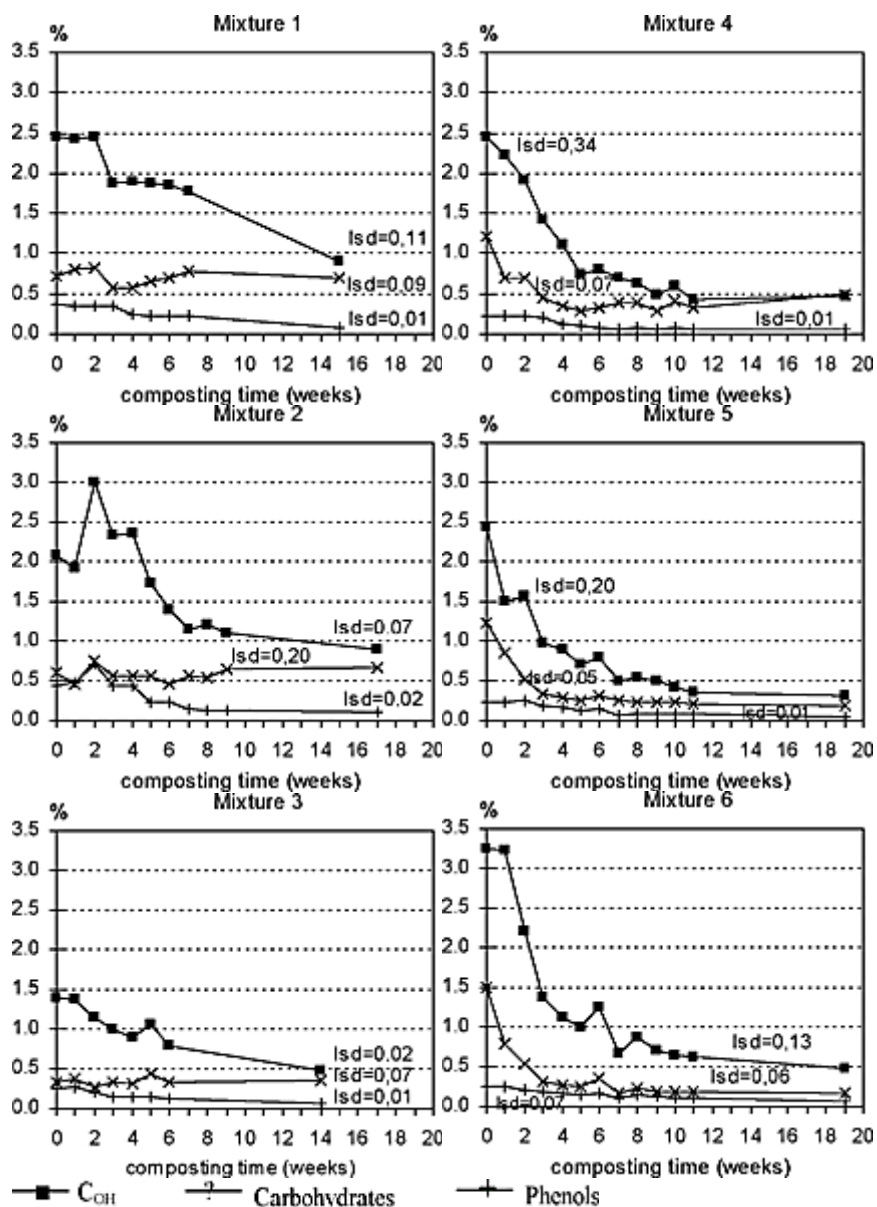 Mixture 1
%
3.5
3.0
2.5
2.0
1.5
1.0
0.5
0.0
lsd=0,11
lsd=0.09
lsd=0,01
0 2 4 6 8 10 12 14 16 18 20
composting time (weeks)
Mixture 4
%
3.5
3.0
2.5
2.0
1.5
1.0
0.5
0.0
lsd=0,34
lsd=0,07
lsd=0,01
0 2 4 6 8 10 12 14 16 18 20
composting time (weeks)
Mixture 2
%
3.5
3.0
2.5
2.0
1.5
1.0
0.5
0.0
lsd=0.07
lsd=0,20
lsd=0.02
0 2 4 6 8 10 12 14 16 18 20
composting time (weeks)
Mixture 5
%
3.5
3.0
2.5
2.0
1.5
1.0
0.5
0.0
lsd=0,20
lsd=0,05
lsd=0,01
0 2 4 6 8 10 12 14 16 18 20
composting time (weeks)
Mixture 3
%
3.5
3.0
2.5
2.0
1.5
1.0
0.5
0.0
lsd=0.02
lsd=0,07
lsd=0,01
0 2 4 6 8 10 12 14 16 18 20
composting time (weeks)
Mixture 6
%
3.5
3.0
2.5
2.0
1.5
1.0
0.5
0.0
lsd=0,13
lsd=0,06
lsd=0,07
0 2 4 6 8 10 12 14 16 18 20
composting time (weeks)
COH ? Carbohydrates Phenols